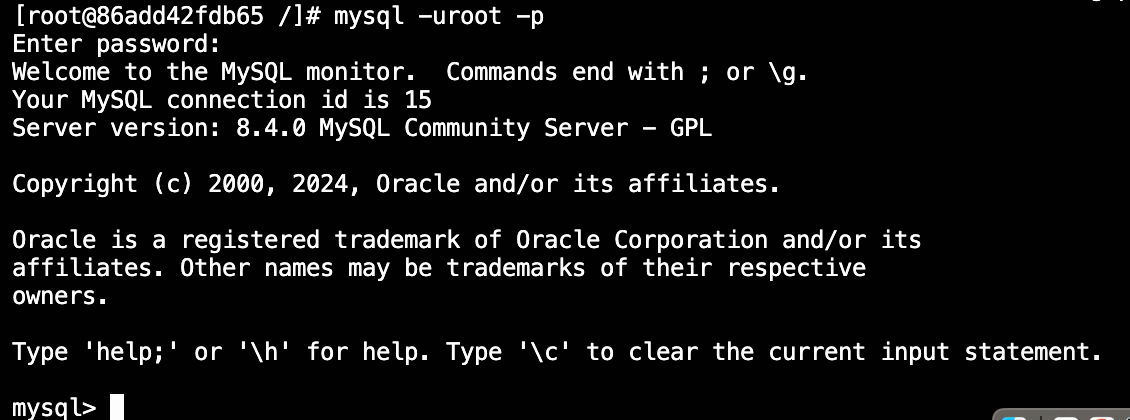 [root@86add42fdb65 /]# mysql -uroot -p
Enter password:
Welcome to the MySQL monitor.  Commands end with ; or \g.
Your MySQL connection id is 15
Server version: 8.4.0 MySQL Community Server - GPL

Copyright (c) 2000, 2024, Oracle and/or its affiliates.

Oracle is a registered trademark of Oracle Corporation and/or its
affiliates. Other names may be trademarks of their respective
owners.

Type 'help;' or '\h' for help. Type '\c' to clear the current input statement.

mysql>